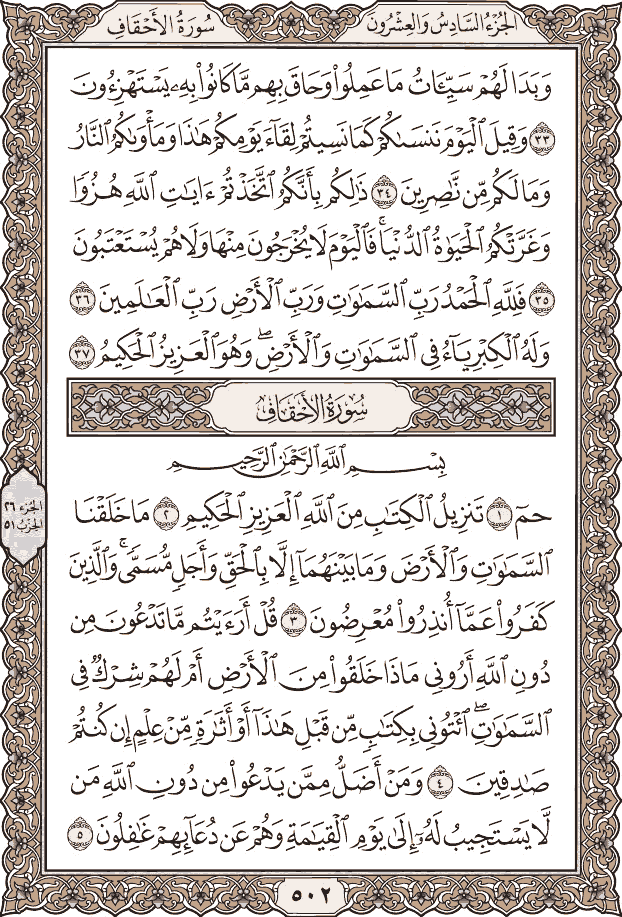 الجُزْءُ السَّادِسُ وَالعِشْرُونَ
سُورَةُ الأَحْقَافِ
وَبَدَا لَهُمْ سَيِّـَٔاتُ مَا عَمِلُوا۟ وَحَاقَ بِهِم مَّا كَانُوا۟ بِهِۦ يَسْتَهْزِءُونَ
٣٣ وَقِيلَ ٱلْيَوْمَ نَنسَىٰكُمْ كَمَا نَسِيتُمْ لِقَآءَ يَوْمِكُمْ هَـٰذَا وَمَأْوَىٰكُمُ ٱلنَّارُ
وَمَا لَكُم مِّن نَّـٰصِرِينَ ٣٤ ذَٰلِكُم بِأَنَّكُمُ ٱتَّخَذْتُمْ ءَايَـٰتِ ٱللَّهِ هُزُوًا
وَغَرَّتْكُمُ ٱلْحَيَوٰةُ ٱلدُّنْيَا ۚ فَٱلْيَوْمَ لَا يُخْرَجُونَ مِنْهَا وَلَا هُمْ يُسْتَعْتَبُونَ
٣٥ فَلِلَّهِ ٱلْحَمْدُ رَبِّ ٱلسَّمَـٰوَٰتِ وَرَبِّ ٱلْأَرْضِ رَبِّ ٱلْعَـٰلَمِينَ ٣٦
وَلَهُ ٱلْكِبْرِيَآءُ فِى ٱلسَّمَـٰوَٰتِ وَٱلْأَرْضِ ۖ وَهُوَ ٱلْعَزِيزُ ٱلْحَكِيمُ ٣٧
سُورَةُ الأَحْقَافِ
بِسْمِ ٱللَّهِ ٱلرَّحْمَـٰنِ ٱلرَّحِيمِ
حمٓ ١ تَنزِيلُ ٱلْكِتَـٰبِ مِنَ ٱللَّهِ ٱلْعَزِيزِ ٱلْحَكِيمِ ٢ مَا خَلَقْنَا
ٱلسَّمَـٰوَٰتِ وَٱلْأَرْضَ وَمَا بَيْنَهُمَآ إِلَّا بِٱلْحَقِّ وَأَجَلٍ مُّسَمًّى ۚ وَٱلَّذِينَ
كَفَرُوا۟ عَمَّآ أُنذِرُوا۟ مُعْرِضُونَ ٣ قُلْ أَرَءَيْتُم مَّا تَدْعُونَ مِن
دُونِ ٱللَّهِ أَرُونِى مَاذَا خَلَقُوا۟ مِنَ ٱلْأَرْضِ أَمْ لَهُمْ شِرْكٌ فِى
ٱلسَّمَـٰوَٰتِ ۖ ٱئْتُونِى بِكِتَـٰبٍ مِّن قَبْلِ هَـٰذَآ أَوْ أَثَـٰرَةٍ مِّنْ عِلْمٍ إِن كُنتُمْ
صَـٰدِقِينَ ٤ وَمَنْ أَضَلُّ مِمَّن يَدْعُوا۟ مِن دُونِ ٱللَّهِ مَن
لَّا يَسْتَجِيبُ لَهُۥٓ إِلَىٰ يَوْمِ ٱلْقِيَـٰمَةِ وَهُمْ عَن دُعَآئِهِمْ غَـٰفِلُونَ ٥
الجُزْءُ ٢٦
الحِزْبُ ٥١
٥٠٢